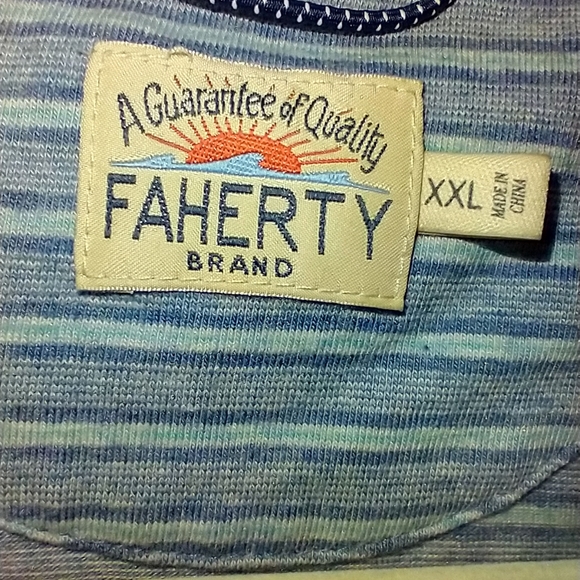 A Guarantee of Quality
FAHERTY
BRAND
XXL
MADE IN
CHINA